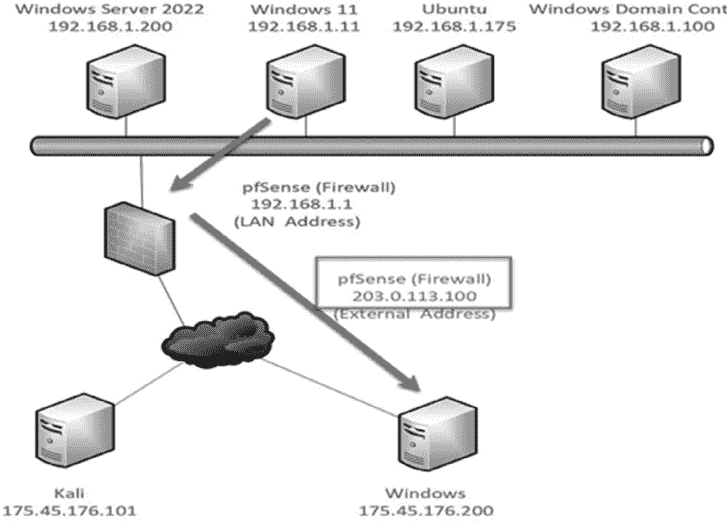 Windows Server 2022
192.168.1.200
Windows 11
192.168.1.11
Ubuntu
192.168.1.175
Windows Domain Cont
192.168.1.100
pfSense (Firewall)
192.168.1.1
(LAN Address)
pfSense (Firewall)
203.0.113.100
(External Address)
Kali
175.45.176.101
Windows
175.45.176.200